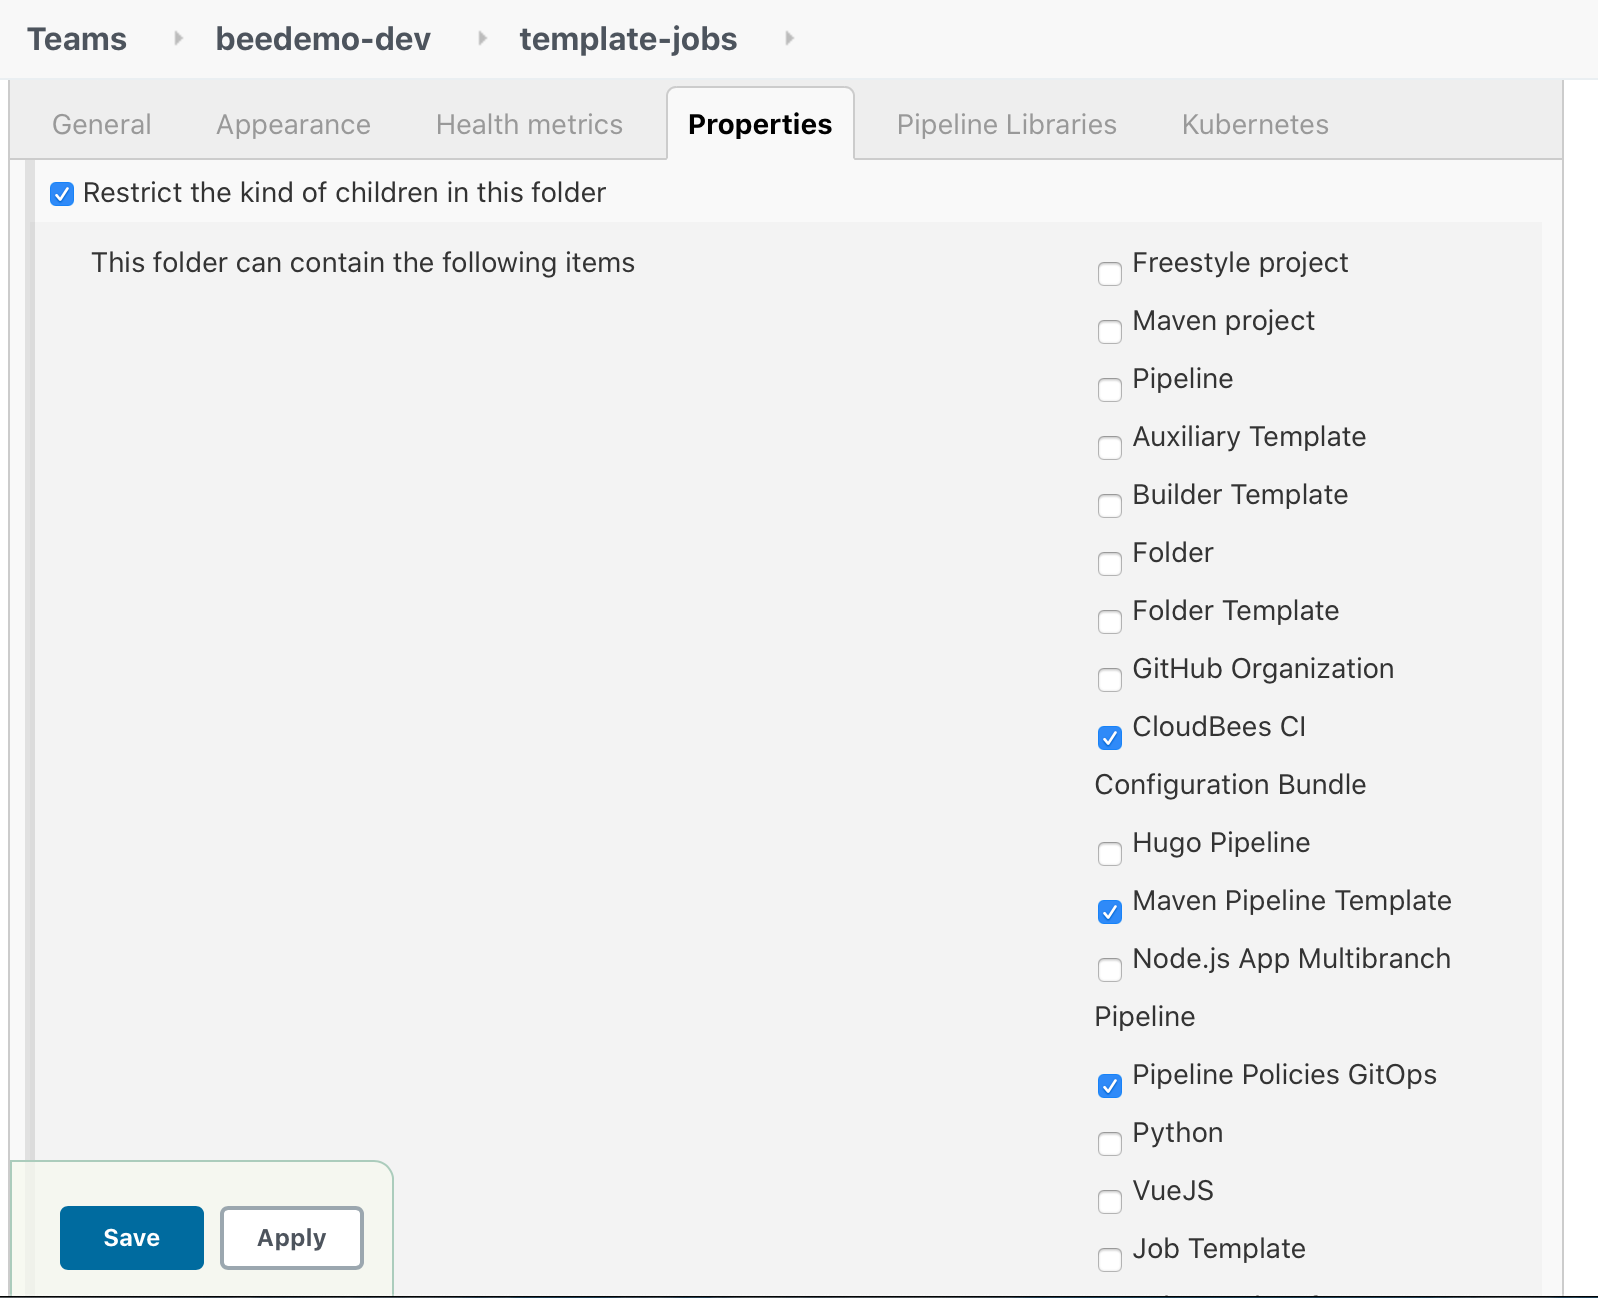 Teams beedemo-dev template-jobs
General Appearance Health metrics Properties Pipeline Libraries Kubernetes
Restrict the kind of children in this folder
This folder can contain the following items
Freestyle project
Maven project
Pipeline
Auxiliary Template
Builder Template
Folder
Folder Template
GitHub Organization
CloudBees CI
Configuration Bundle
Hugo Pipeline
Maven Pipeline Template
Node.js App Multibranch
Pipeline
Pipeline Policies GitOps
Python
VueJS
Job Template
Save Apply